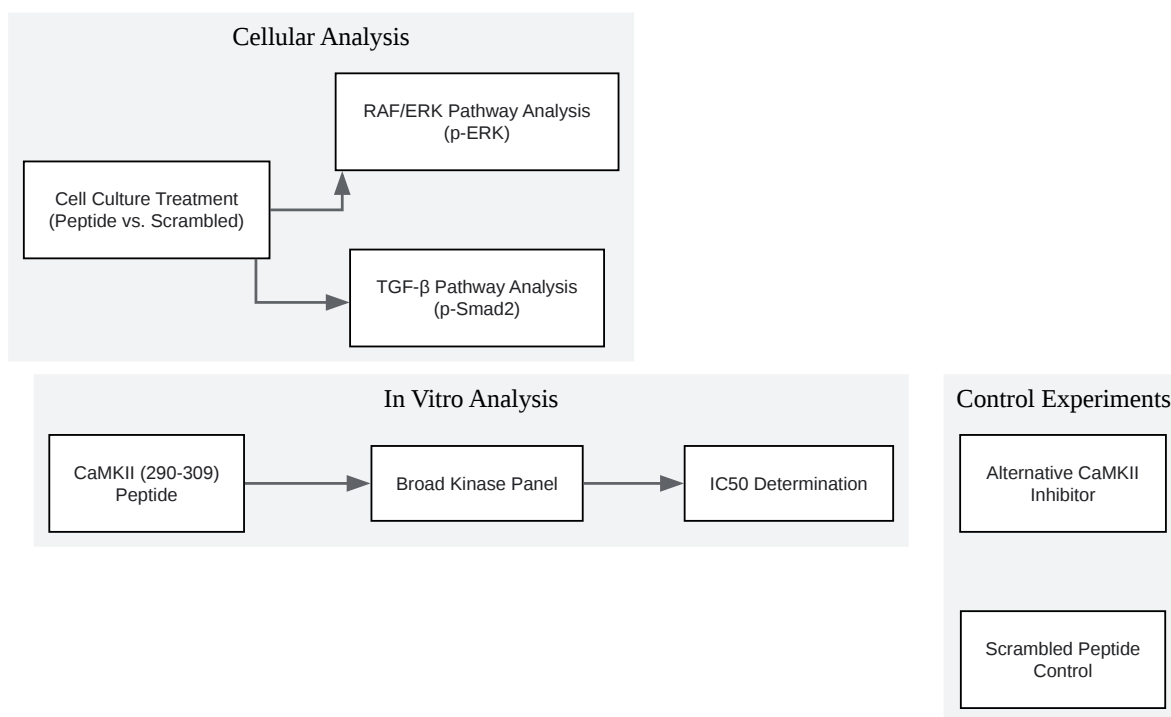 Cellular Analysis
RAF/ERK Pathway Analysis
(p-ERK)
Cell Culture Treatment
(Peptide vs. Scrambled)
TGF-β Pathway Analysis
(p-Smad2)
In Vitro Analysis
CaMKII (290-309)
Peptide
Broad Kinase Panel
IC50 Determination
Control Experiments
Alternative CaMKII
Inhibitor
Scrambled Peptide
Control